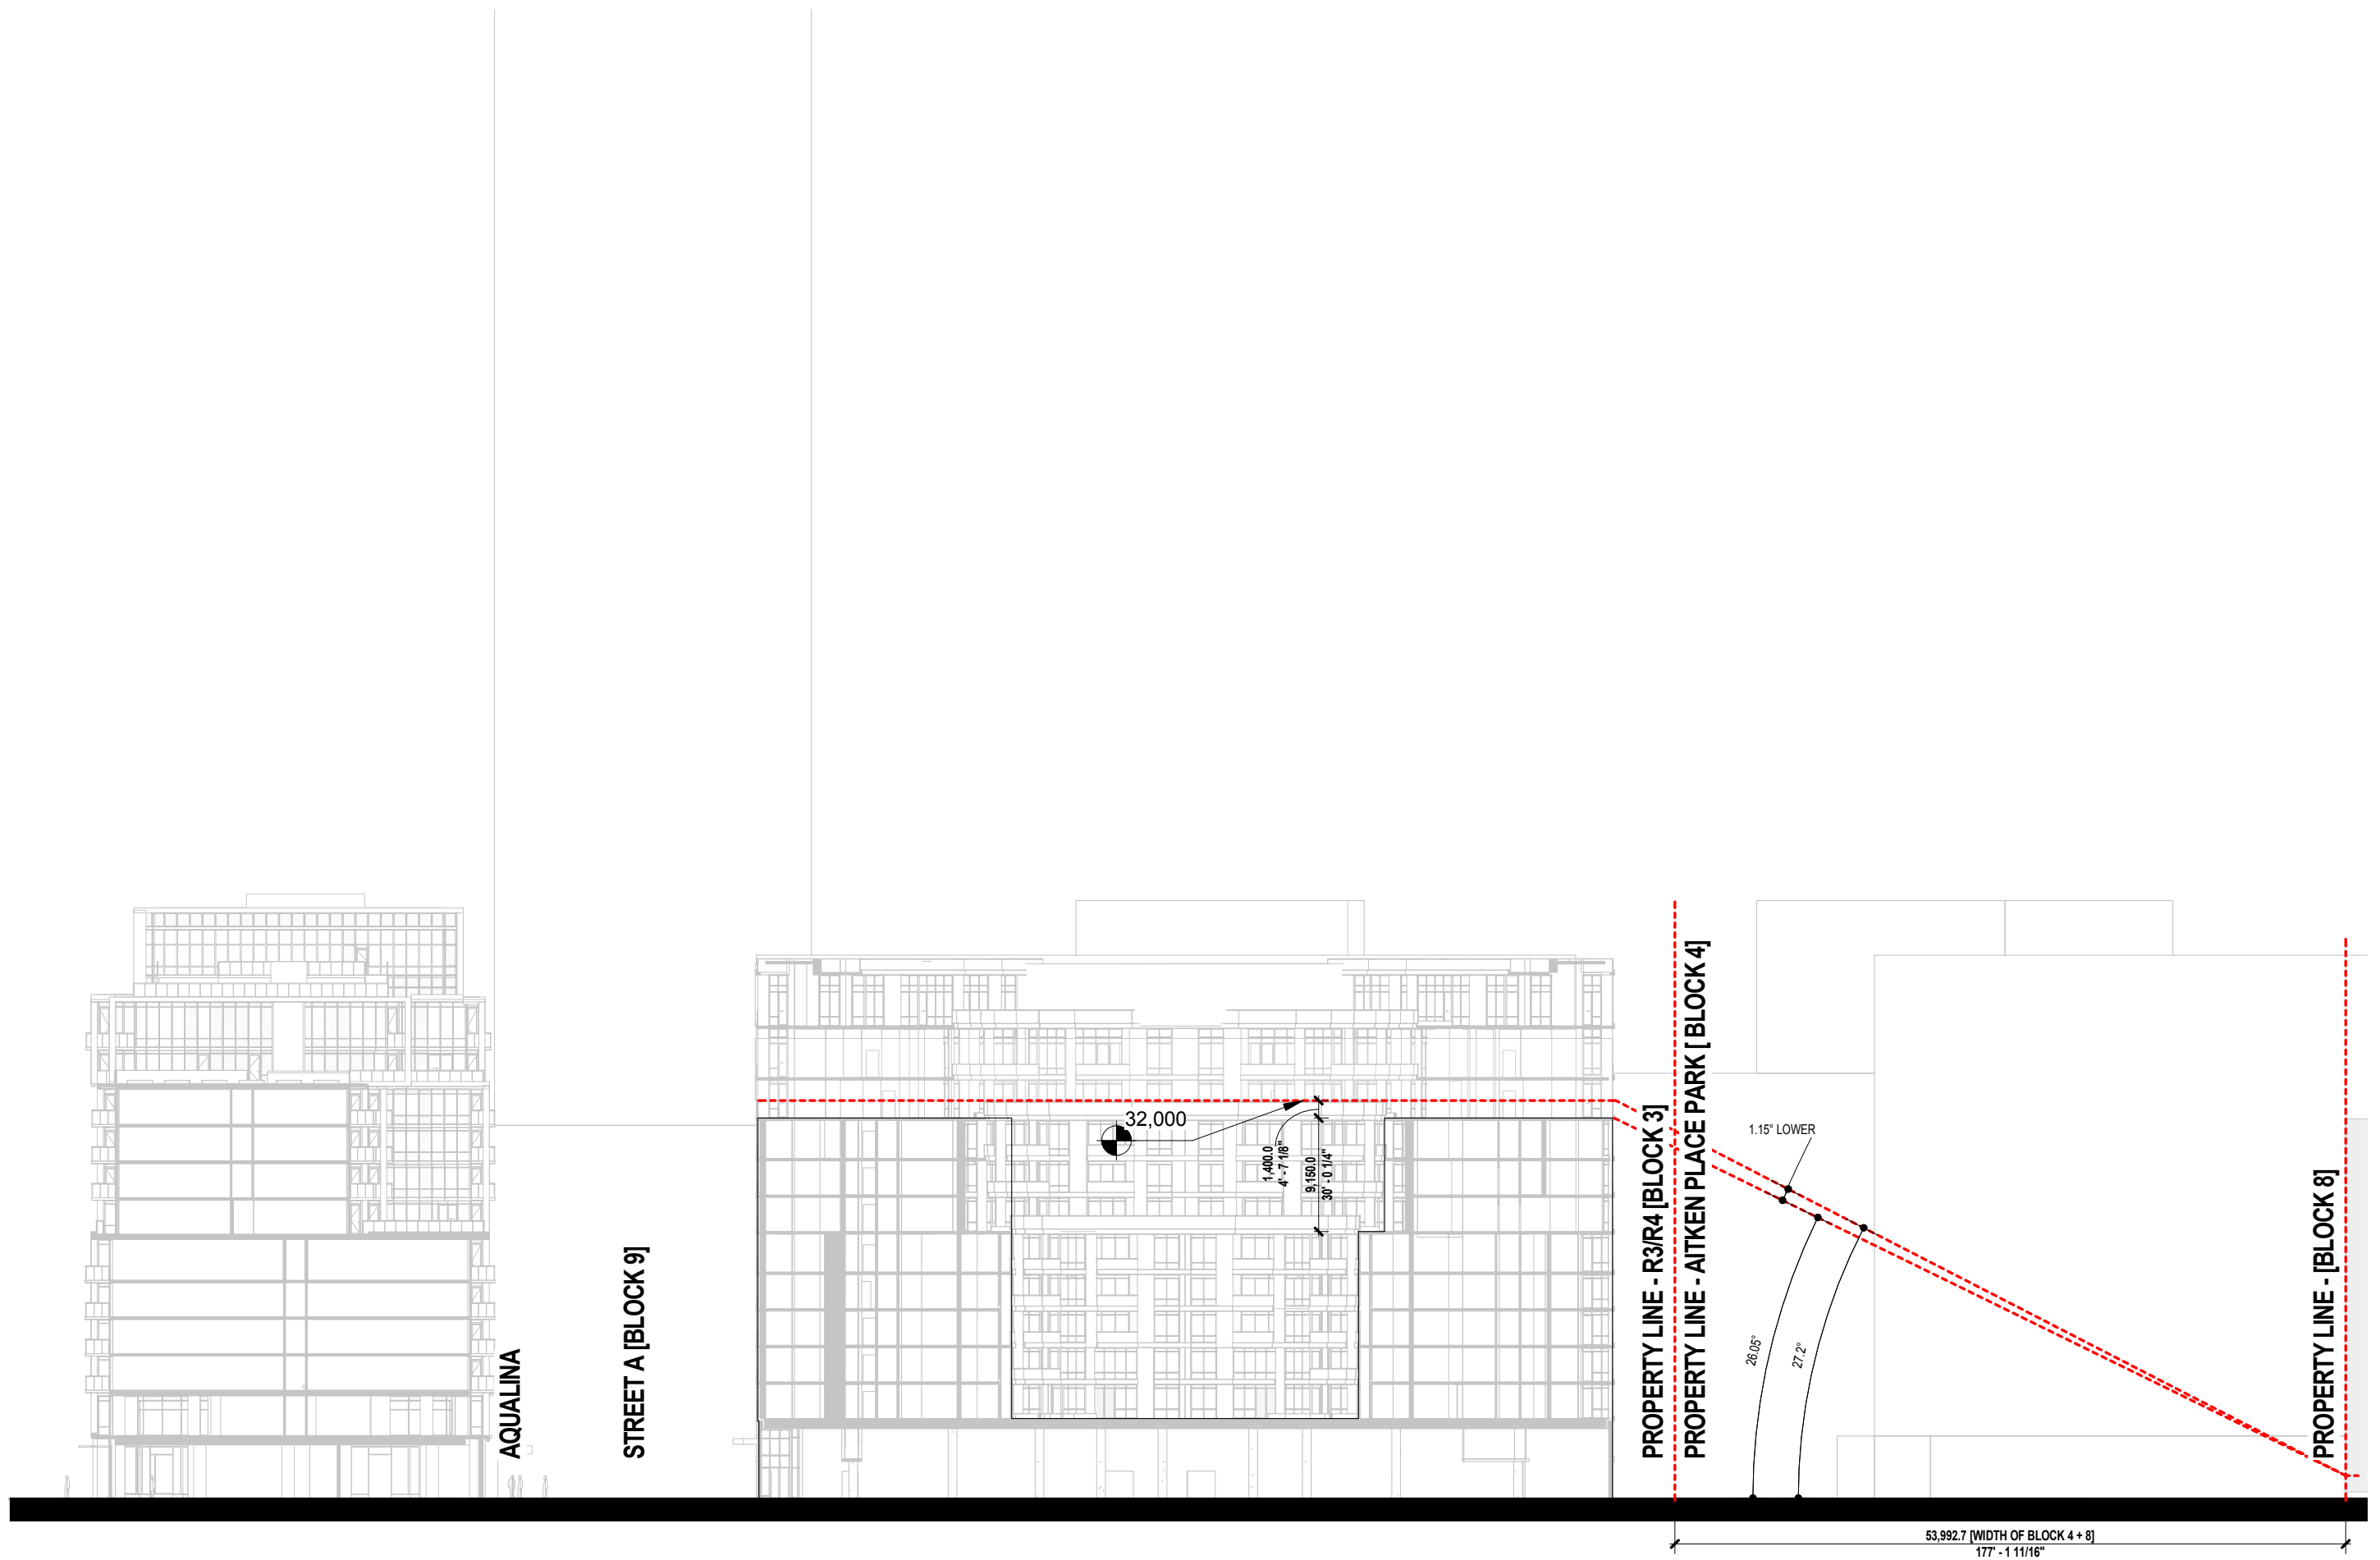 32,000
1,400.0
4' - 7 1/8"
9,150.0
30' - 0 1/4"
AQUALINA
STREET A [BLOCK 9]
PROPERTY LINE - R3/R4 [BLOCK 3]
PROPERTY LINE - AITKEN PLACE PARK [ BLOCK 4]
1.15° LOWER
26.05°
27.2°
PROPERTY LINE - [BLOCK 8]
53,992.7 [WIDTH OF BLOCK 4 + 8]
177' - 1 11/16"